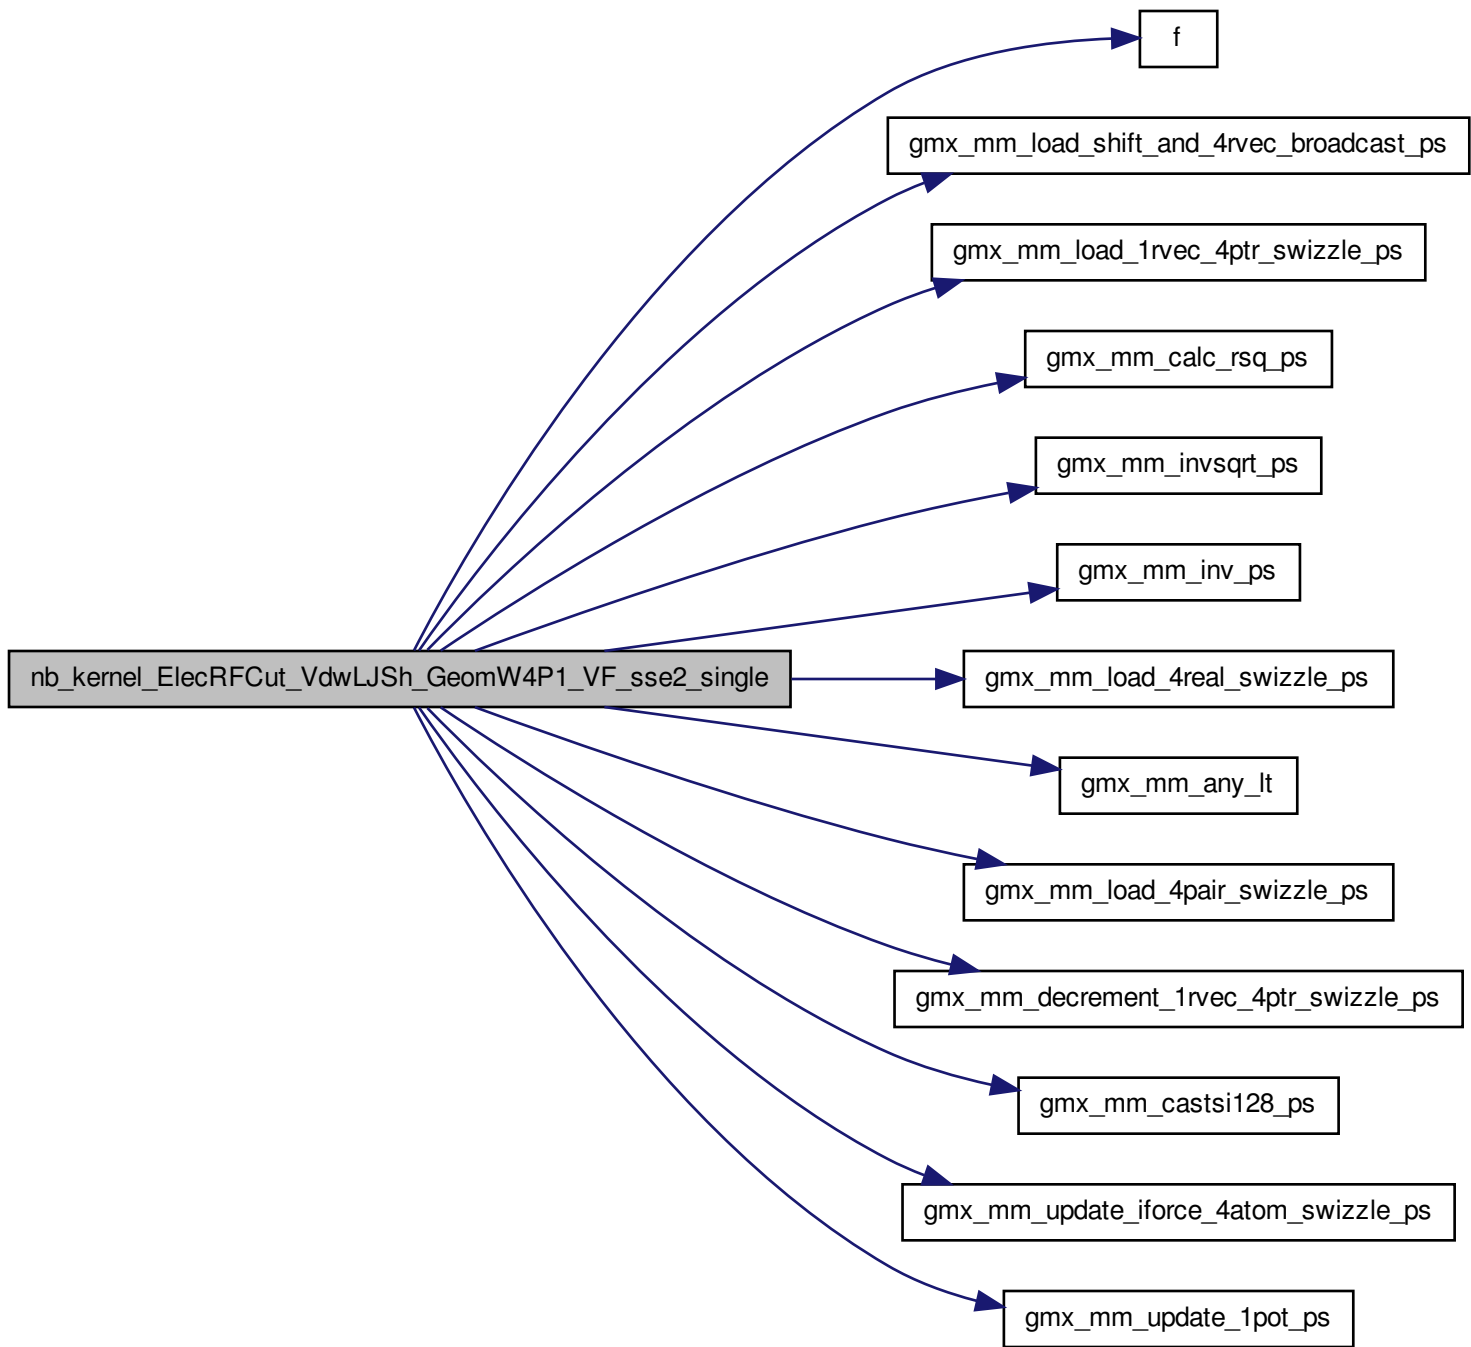 f
gmx_mm_load_shift_and_4rvec_broadcast_ps
gmx_mm_load_1rvec_4ptr_swizzle_ps
gmx_mm_calc_rsq_ps
gmx_mm_invsqrt_ps
gmx_mm_inv_ps
nb_kernel_ElecRFCut_VdwLJSh_GeomW4P1_VF_sse2_single
gmx_mm_load_4real_swizzle_ps
gmx_mm_any_lt
gmx_mm_load_4pair_swizzle_ps
gmx_mm_decrement_1rvec_4ptr_swizzle_ps
gmx_mm_castsi128_ps
gmx_mm_update_iforce_4atom_swizzle_ps
gmx_mm_update_1pot_ps